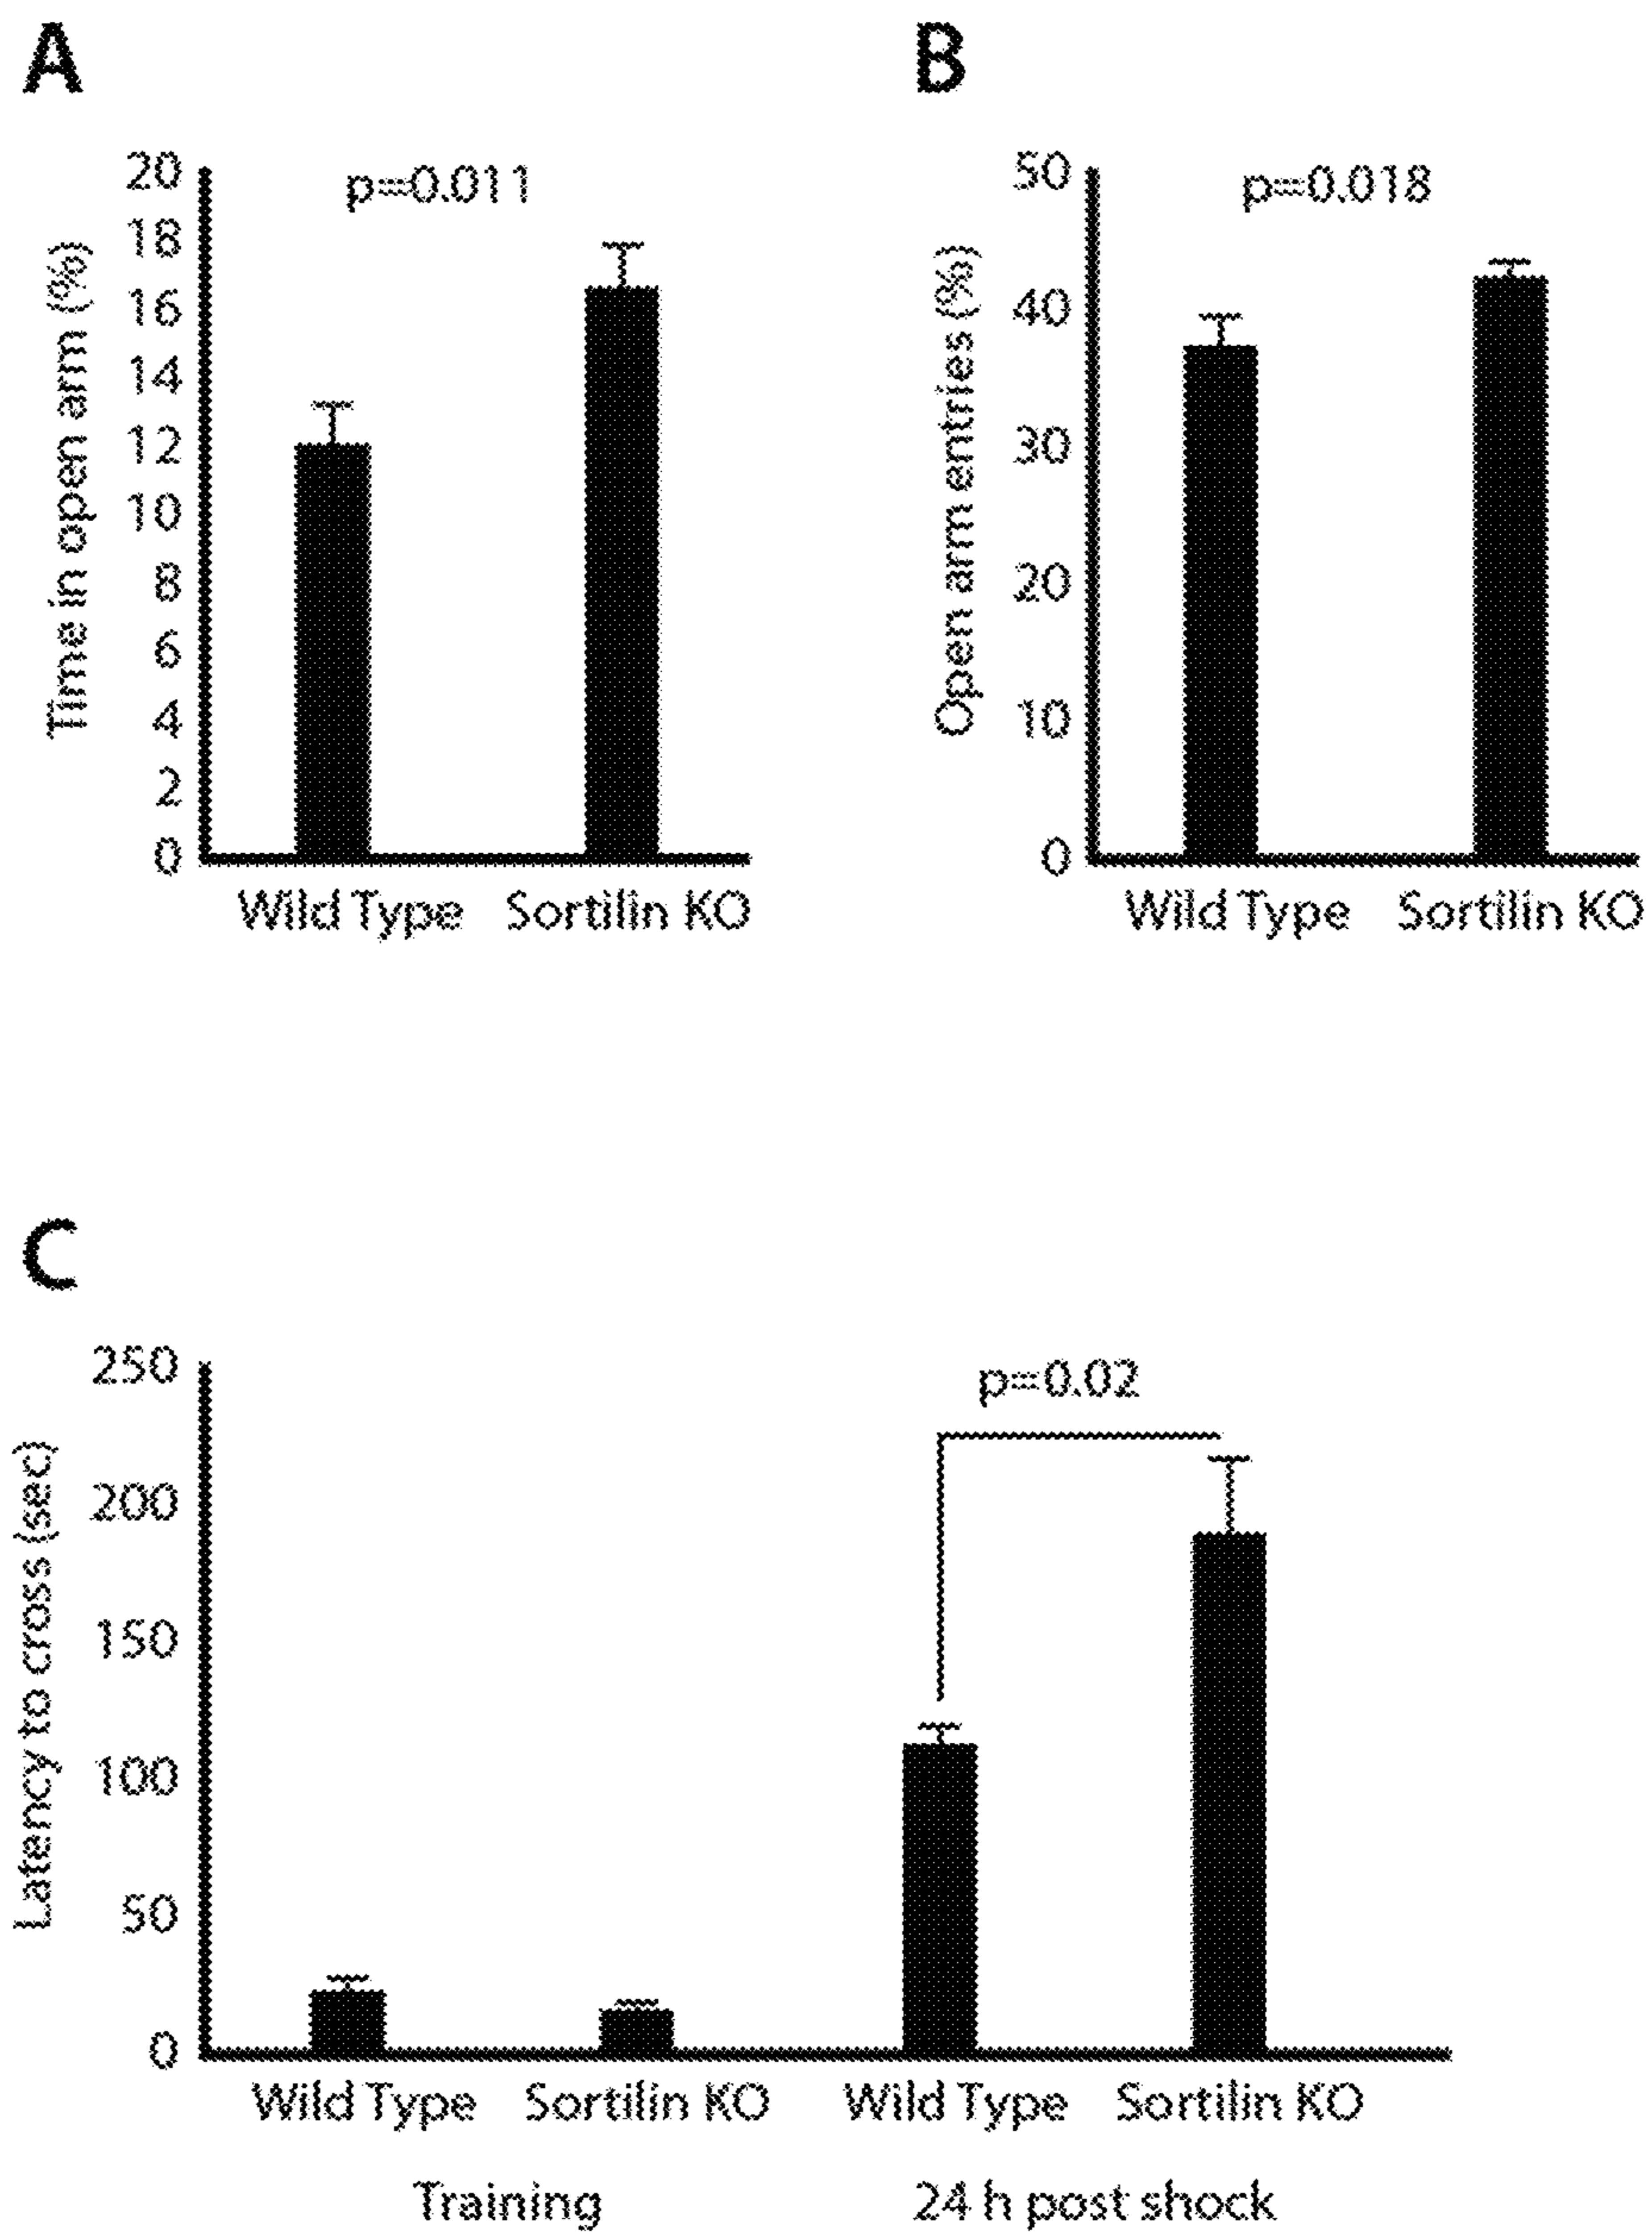 A
Time in open arm (%)
20
18
16
14
12
10
8
6
4
2
0
p=0.011
Wild Type
Sortilin KO
B
Open arm entries (%)
50
40
30
20
10
0
p=0.018
Wild Type
Sortilin KO
C
Latency to cross (sec)
250
200
150
100
50
0
p=0.02
Wild Type
Sortilin KO
Wild Type
Sortilin KO
Training
24 h post shock